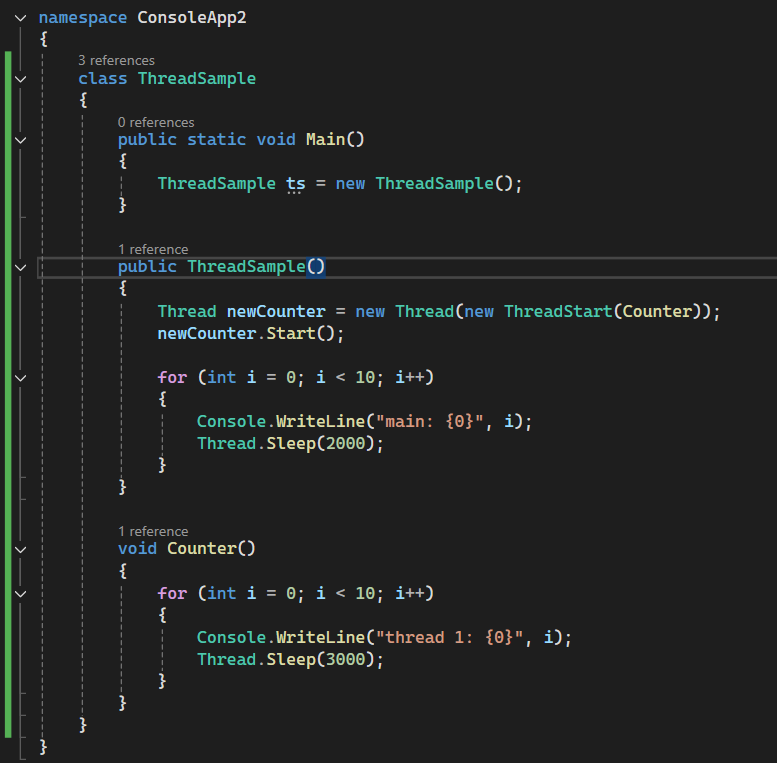 namespace ConsoleApp2
{
3 references
class ThreadSample
{
0 references
public static void Main()
{
ThreadSample ts = new ThreadSample();
}
1 reference
public ThreadSample()
{
Thread newCounter = new Thread(new ThreadStart(Counter));
newCounter.Start();
for (int i = 0; i < 10; i++)
{
Console.WriteLine("main: {0}", i);
Thread.Sleep(2000);
}
}
1 reference
void Counter()
{
for (int i = 0; i < 10; i++)
{
Console.WriteLine("thread 1: {0}", i);
Thread.Sleep(3000);
}
}
}
}